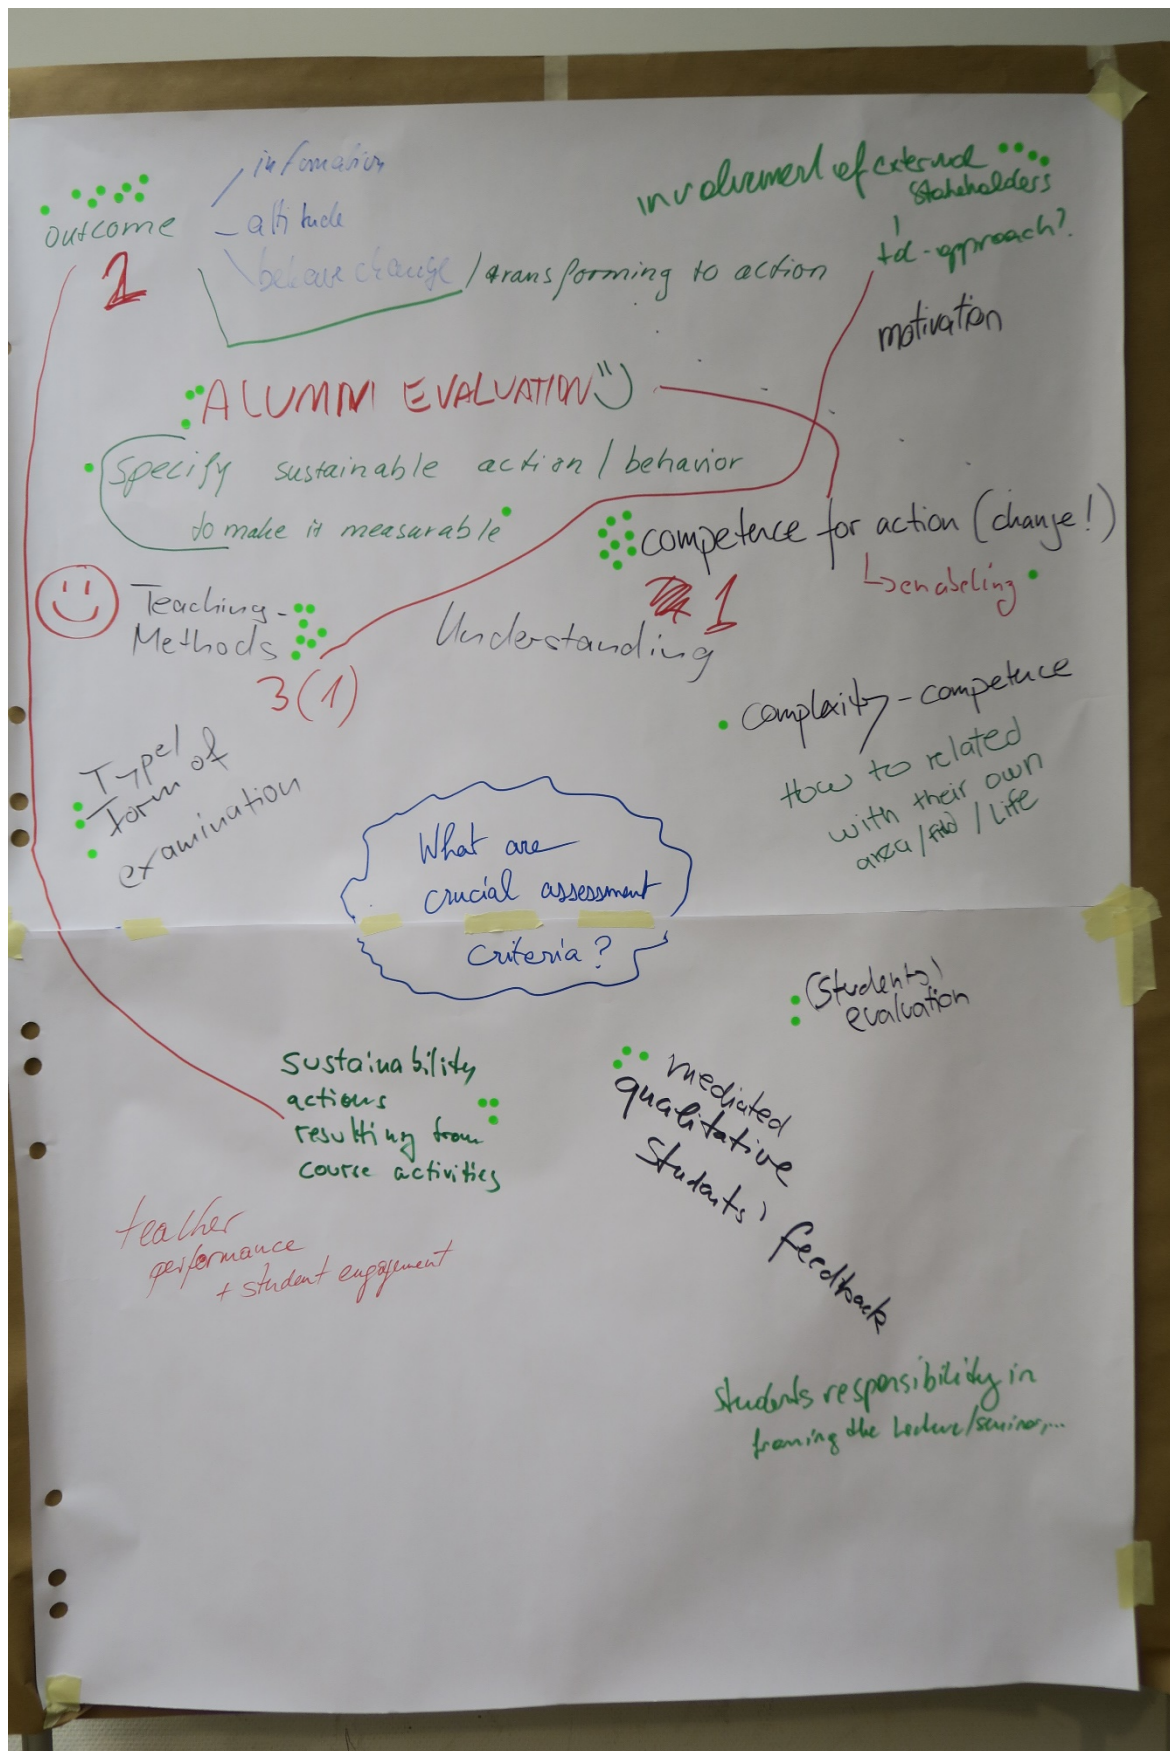 outcome
2
information
attitude
behave change / transforming to action
involvement of external
stakeholders
td-approach?
motivation
ALUMNI EVALUATION
Specify sustainable action / behavior
to make it measurable
competence for action (change!)
enabeling
1
Teaching-
Methods
3 (1)
Understanding
complexity-competence
How to related
with their own
area / Field / Life
Type/
form of
examination
What are
crucial assessment
criteria?
(students)
evaluation
sustainability
actions
resulting from
course activities
mediated
qualitative
students' feedback
teacher
performance
+ student engagement
students responsibility in
framing the lecture/seminar,...